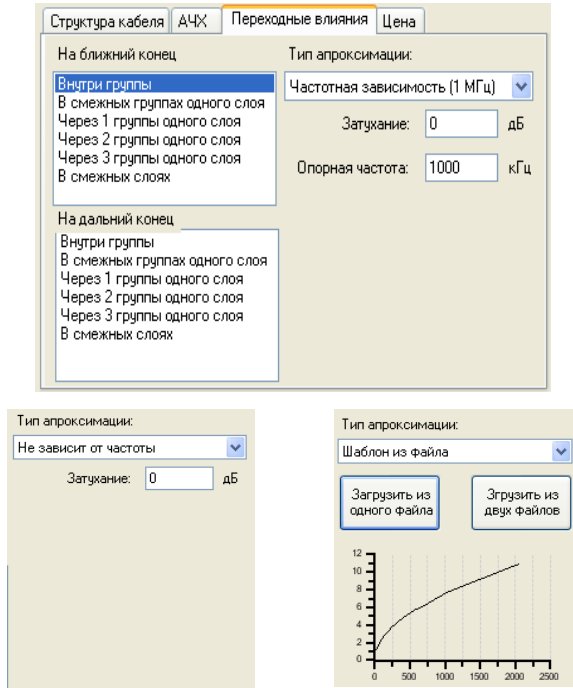 Структура кабеля АЧХ Переходные влияния Цена
На ближний конец
Внутри группы
В смежных группах одного слоя
Через 1 группы одного слоя
Через 2 группы одного слоя
Через 3 группы одного слоя
В смежных слоях
Тип апроксимации:
Частотная зависимость (1 МГц)
Затухание: 0 дБ
Опорная частота: 1000 кГц
На дальний конец
Внутри группы
В смежных группах одного слоя
Через 1 группы одного слоя
Через 2 группы одного слоя
Через 3 группы одного слоя
В смежных слоях
Тип апроксимации:
Не зависит от частоты
Затухание: 0 дБ
Тип апроксимации:
Шаблон из файла
Загрузить из
одного файла
Згрузить из
двух файлов
12
10
8
6
4
2
0
0 500 1000 1500 2000 2500